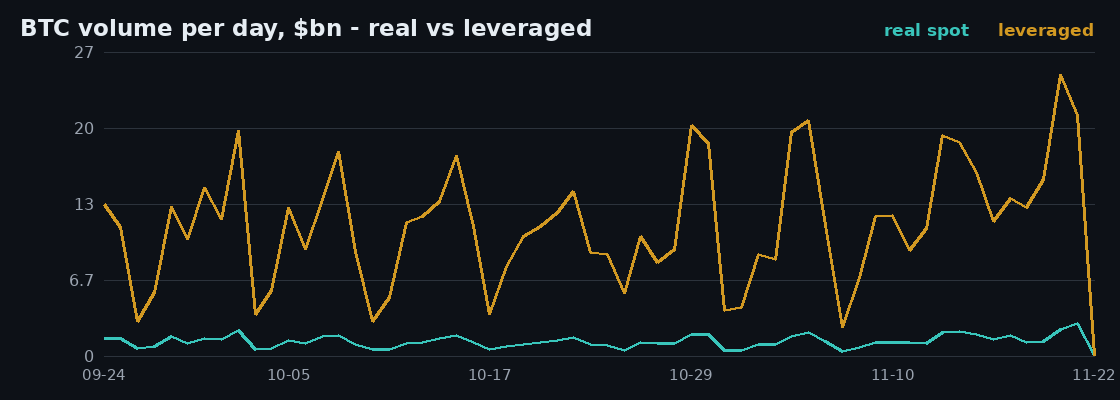 BTC volume per day, $bn - real vs leveraged
real spot leveraged
27
20
13
6.7
0
09-24 10-05 10-17 10-29 11-10 11-22